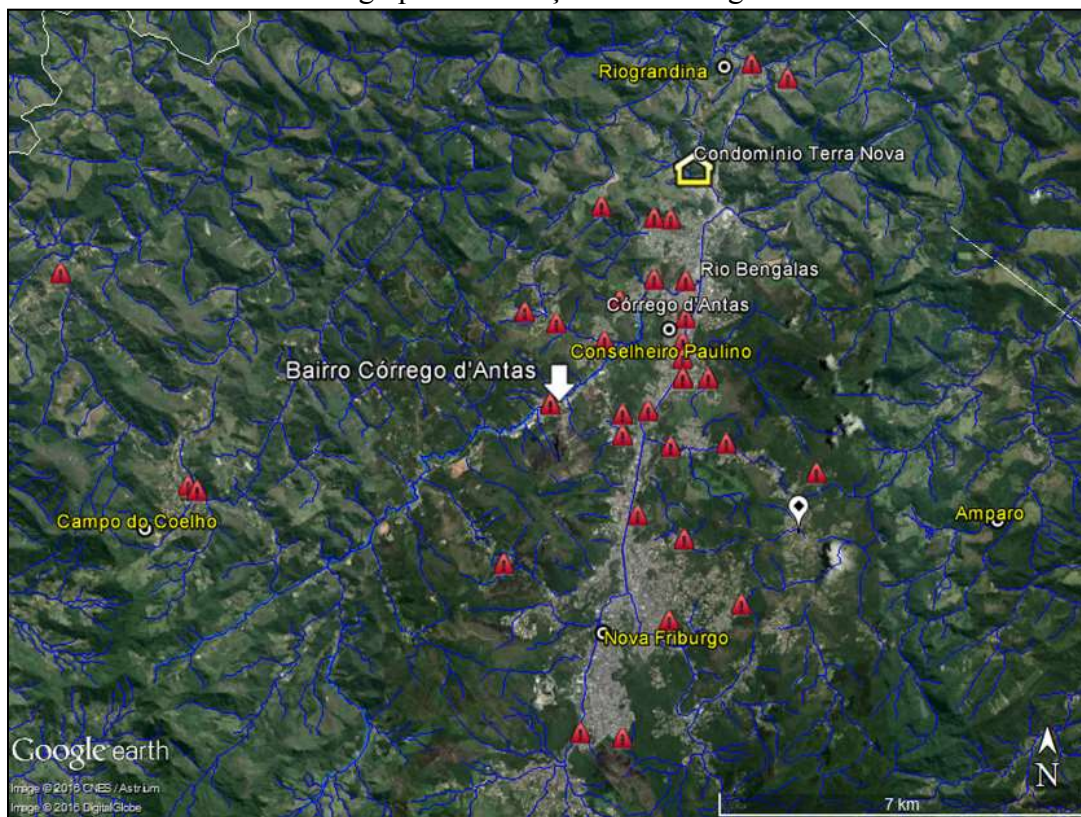 Riograndina
Condomínio Terra Nova
Rio Bengalas
Córrego d'Antas
Conselheiro Paulino
Bairro Córrego d'Antas
Campo do Coelho
Amparo
Nova Friburgo
Google earth
Image © 2016 CNES / Astrium
Image © 2016 DigitalGlobe
N
7 km